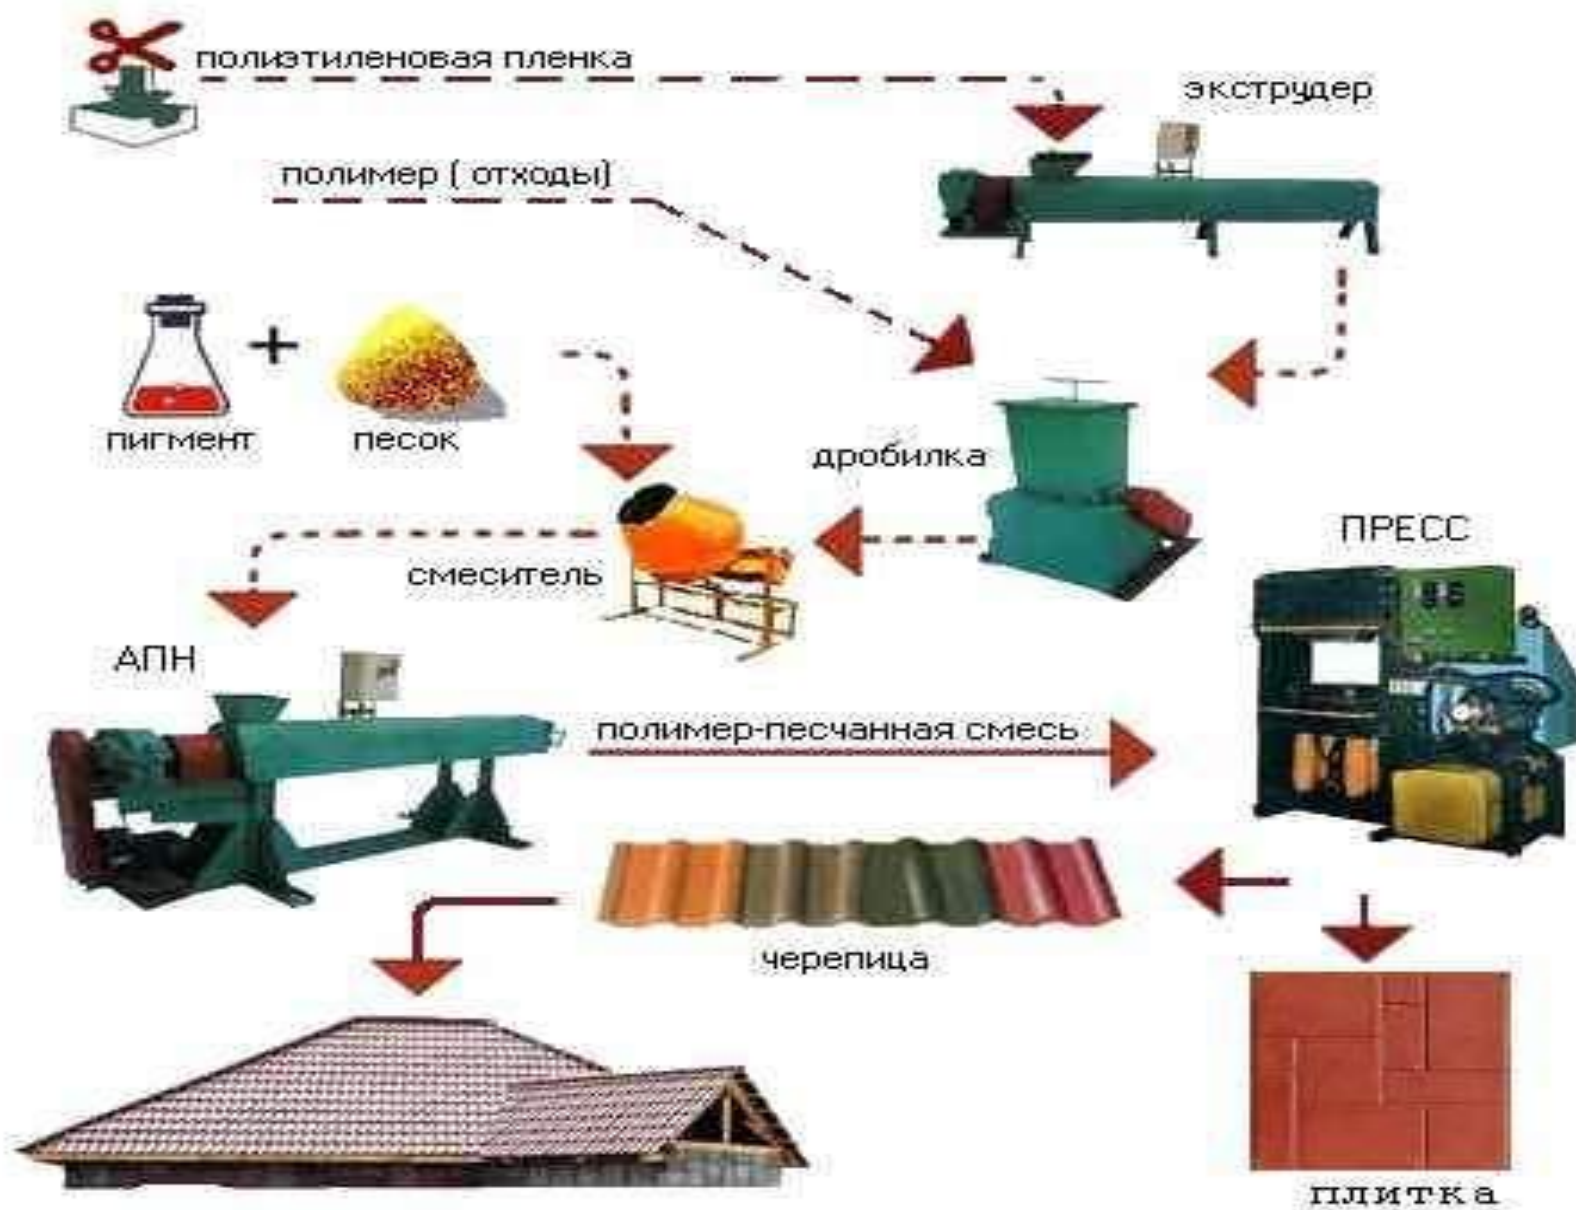 полиэтиленовая пленка
экструдер
полимер ( отходы)
пигмент
+
песок
дробилка
смеситель
ПРЕСС
АПН
полимер-песчанная смесь
черепица
плитка